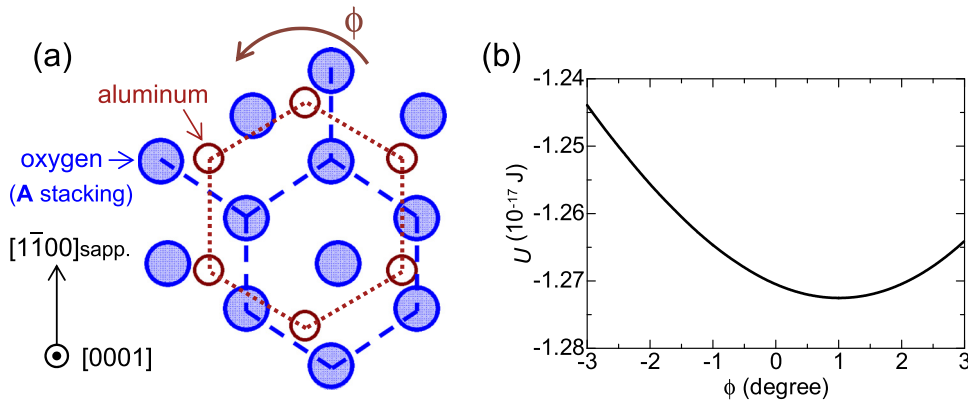 (a)
ϕ
aluminum
oxygen
(A stacking)
[11̄00]sapp.
[0001]
(b)
-1.24
-1.25
-1.26
-1.27
-1.28
U (10⁻¹⁷ J)
-3 -2 -1 0 1 2 3
ϕ (degree)